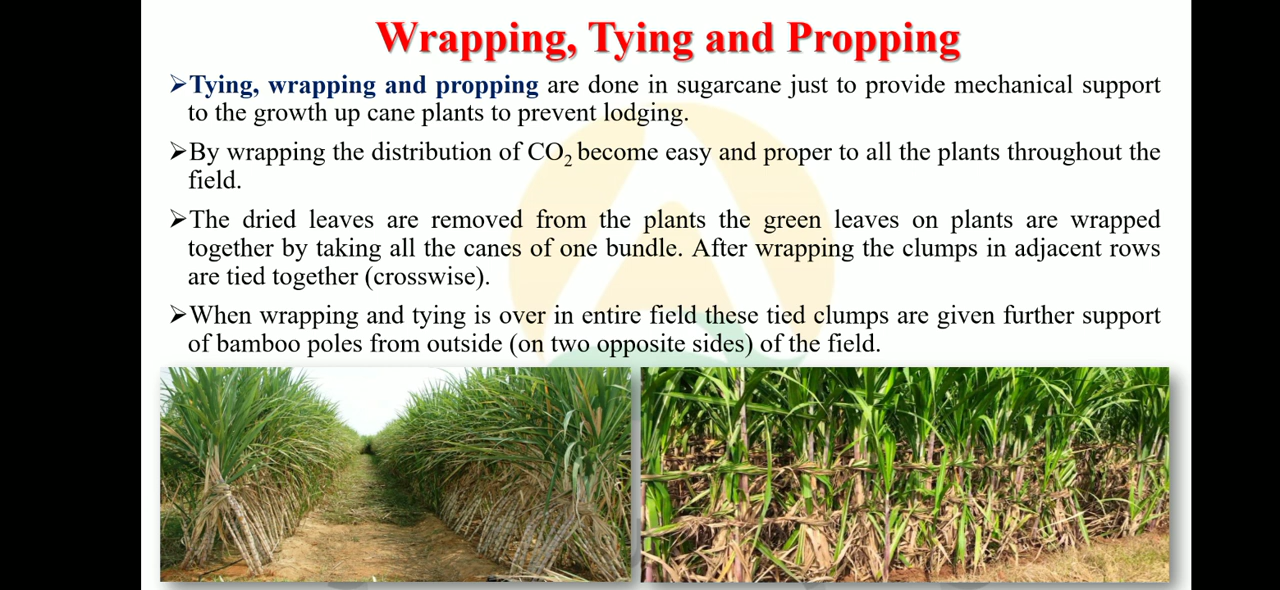 Wrapping, Tying and Propping
➢Tying, wrapping and propping are done in sugarcane just to provide mechanical support
to the growth up cane plants to prevent lodging.
➢By wrapping the distribution of CO₂ become easy and proper to all the plants throughout the
field.
➢The dried leaves are removed from the plants the green leaves on plants are wrapped
together by taking all the canes of one bundle. After wrapping the clumps in adjacent rows
are tied together (crosswise).
➢When wrapping and tying is over in entire field these tied clumps are given further support
of bamboo poles from outside (on two opposite sides) of the field.